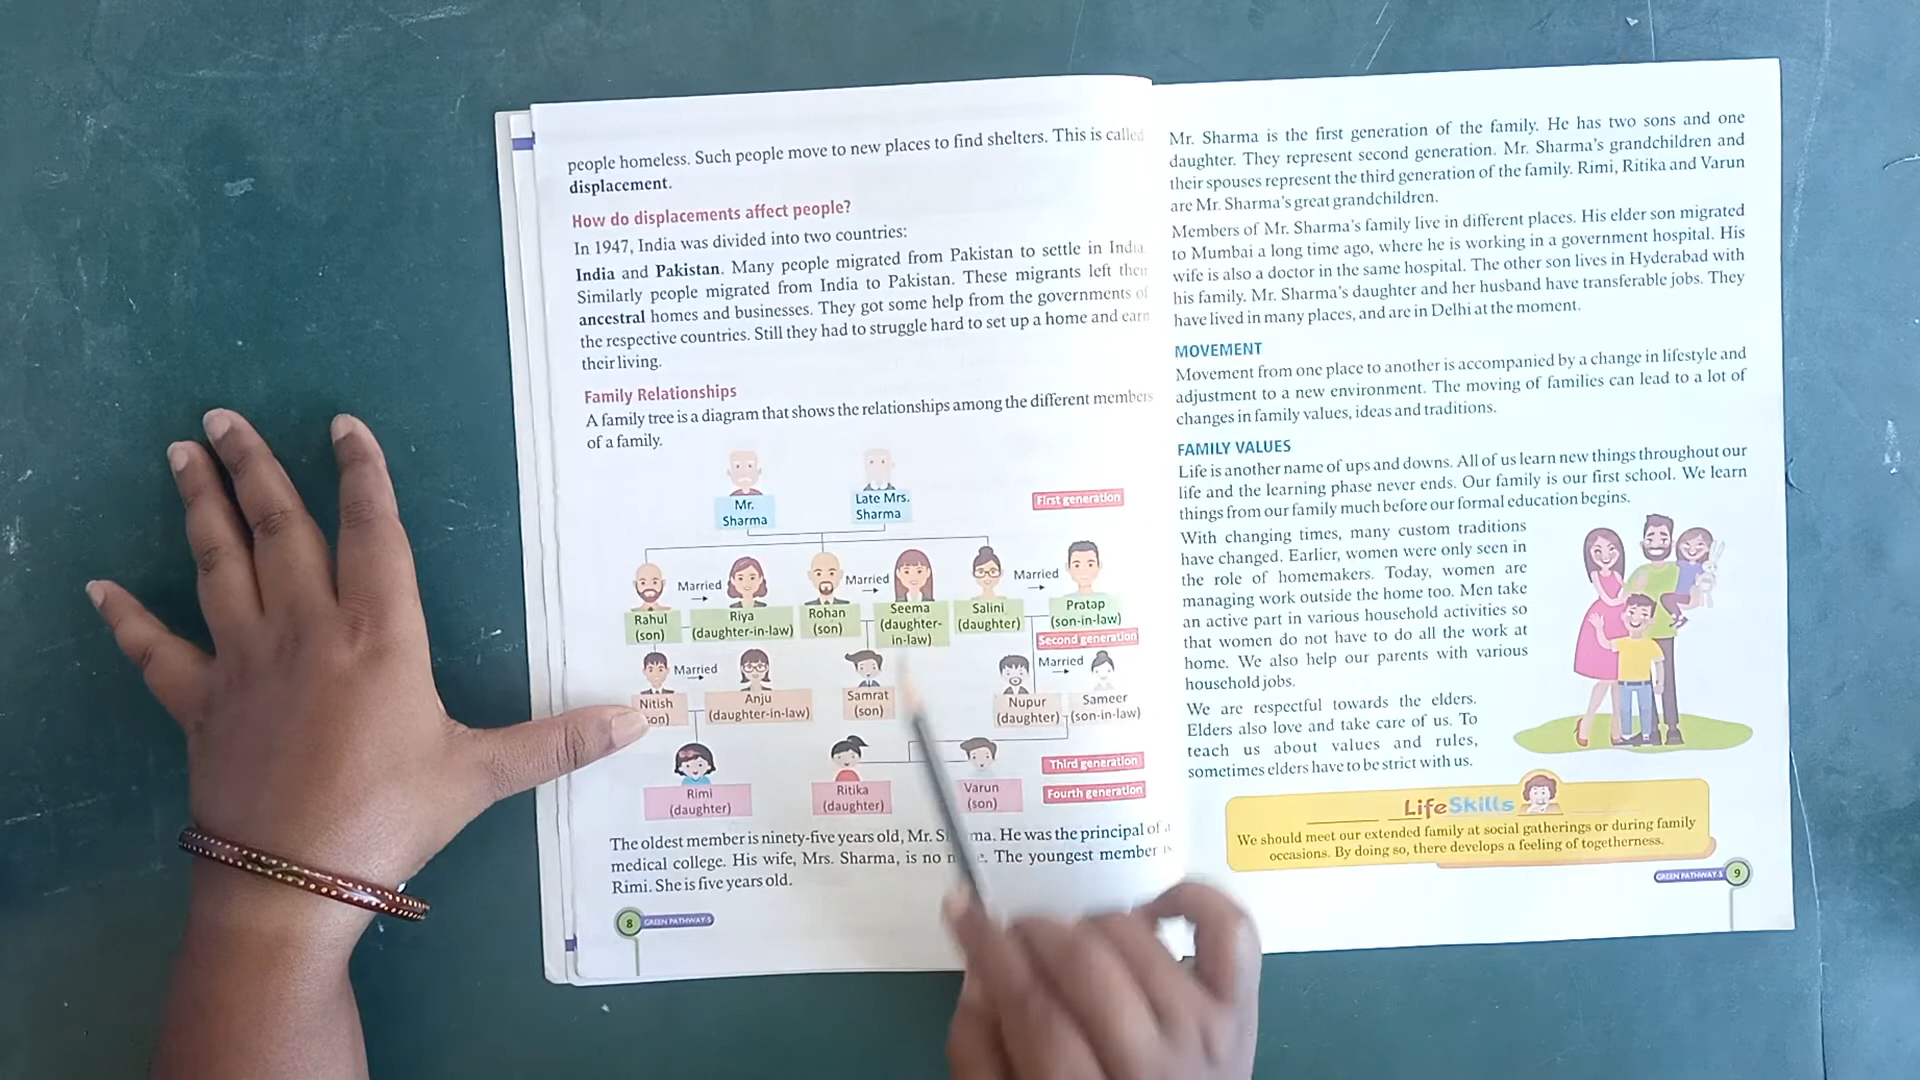 people homeless. Such people move to new places to find shelters. This is called
displacement.
How do displacements affect people?
In 1947, India was divided into two countries:
India and Pakistan. Many people migrated from Pakistan to settle in India
Similarly people migrated from India to Pakistan. These migrants left their
ancestral homes and businesses. They got some help from the governments of
the respective countries. Still they had to struggle hard to set up a home and earn
their living.
Family Relationships
A family tree is a diagram that shows the relationships among the different members
of a family.
Mr.
Sharma
Late Mrs.
Sharma
First generation
Married
Married
Married
Rahul
(son)
Riya
(daughter-in-law)
Rohan
(son)
Seema
(daughter-
in-law)
Salini
(daughter)
Pratap
(son-in-law)
Second generation
Married
Married
Nitish
Anju
(daughter-in-law)
Samrat
(son)
Nupur
(daughter)
Sameer
(son-in-law)
Third generation
Rimi
(daughter)
Ritika
(daughter)
Varun
(son)
Fourth generation
The oldest member is ninety-five years old, Mr. He was the principal of a
medical college. His wife, Mrs. Sharma, is no The youngest member is
Rimi. She is five years old.
8 GREEN PATHWAY-5
Mr. Sharma is the first generation of the family. He has two sons and one
daughter. They represent second generation. Mr. Sharma's grandchildren and
their spouses represent the third generation of the family. Rimi, Ritika and Varun
are Mr. Sharma's great grandchildren.
Members of Mr. Sharma's family live in different places. His elder son migrated
to Mumbai a long time ago, where he is working in a government hospital. His
wife is also a doctor in the same hospital. The other son lives in Hyderabad with
his family. Mr. Sharma's daughter and her husband have transferable jobs. They
have lived in many places, and are in Delhi at the moment.
MOVEMENT
Movement from one place to another is accompanied by a change in lifestyle and
adjustment to a new environment. The moving of families can lead to a lot of
changes in family values, ideas and traditions.
FAMILY VALUES
Life is another name of ups and downs. All of us learn new things throughout our
life and the learning phase never ends. Our family is our first school. We learn
things from our family much before our formal education begins.
With changing times, many custom traditions
have changed. Earlier, women were only seen in
the role of homemakers. Today, women are
managing work outside the home too. Men take
an active part in various household activities so
that women do not have to do all the work at
home. We also help our parents with various
household jobs.
We are respectful towards the elders.
Elders also love and take care of us. To
teach us about values and rules,
sometimes elders have to be strict with us.
LifeSkills
We should meet our extended family at social gatherings or during family
occasions. By doing so, there develops a feeling of togetherness.
GREEN PATHWAY-5 9